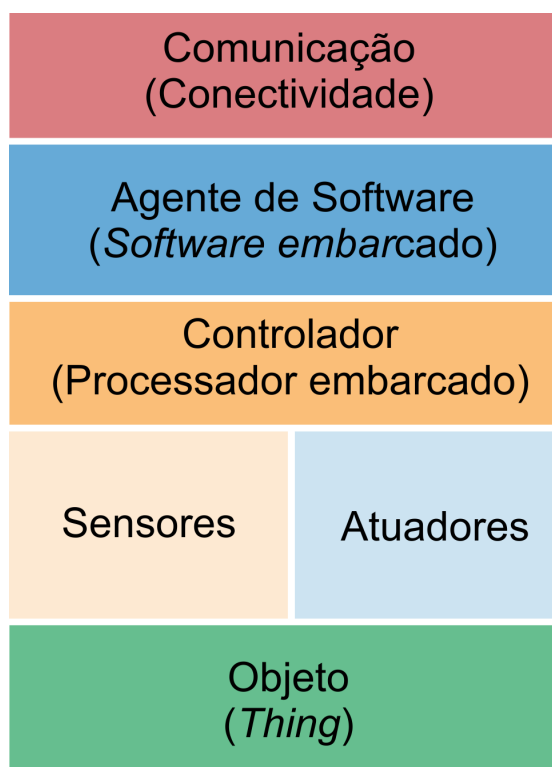 Comunicação
(Conectividade)
Agente de Software
(Software embarcado)
Controlador
(Processador embarcado)
Sensores
Atuadores
Objeto
(Thing)